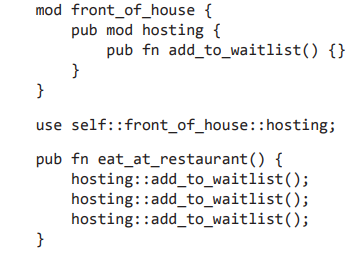 mod front_of_house {
    pub mod hosting {
        pub fn add_to_waitlist() {}
    }
}

use self::front_of_house::hosting;

pub fn eat_at_restaurant() {
    hosting::add_to_waitlist();
    hosting::add_to_waitlist();
    hosting::add_to_waitlist();
}